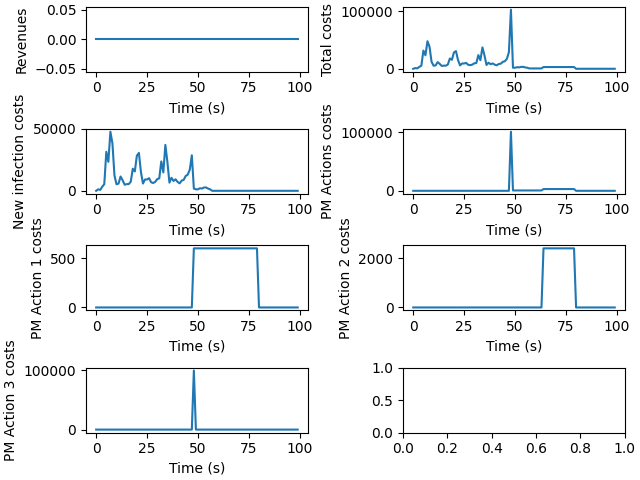 Revenues
0.05
0.00
−0.05
0 25 50 75 100
Time (s)
Total costs
100000
0
0 25 50 75 100
Time (s)
New infection costs
50000
0
0 25 50 75 100
Time (s)
PM Actions costs
100000
0
0 25 50 75 100
Time (s)
PM Action 1 costs
500
0
0 25 50 75 100
Time (s)
PM Action 2 costs
2000
0
0 25 50 75 100
Time (s)
PM Action 3 costs
100000
0
0 25 50 75 100
Time (s)
1.0
0.5
0.0
0.0 0.2 0.4 0.6 0.8 1.0